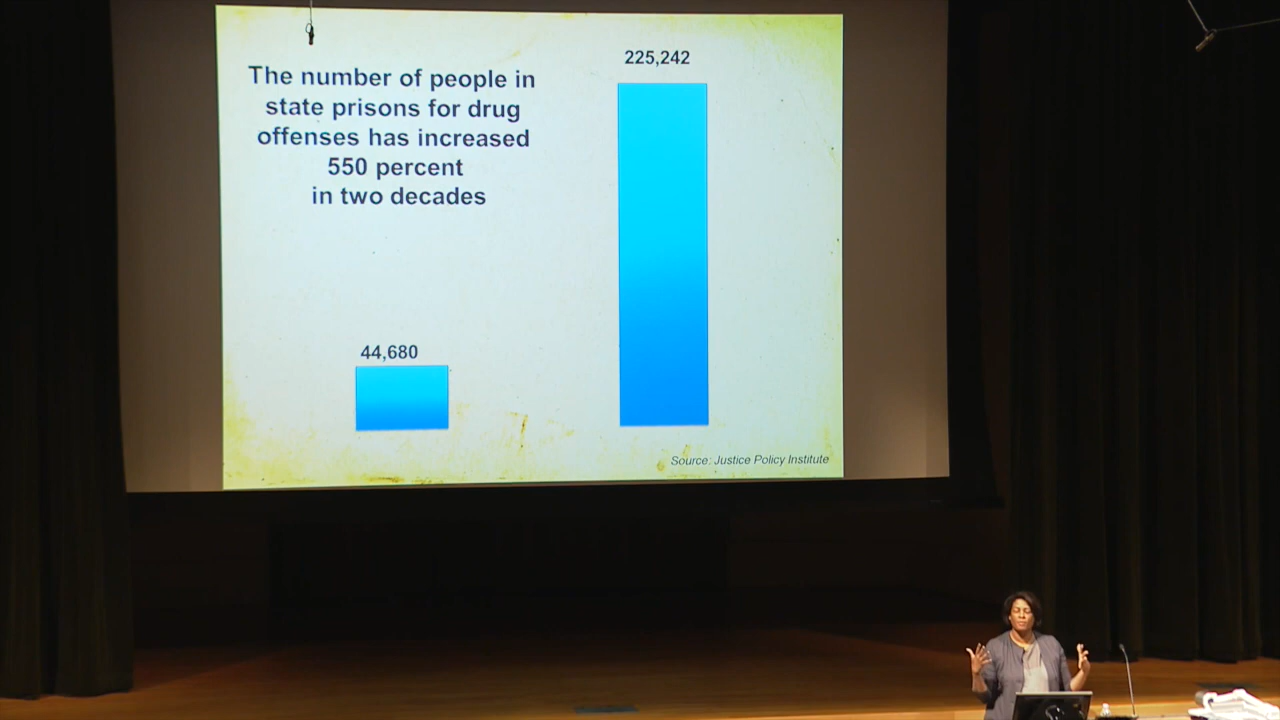 The number of people in
state prisons for drug
offenses has increased
550 percent
in two decades
225,242
44,680
Source: Justice Policy Institute